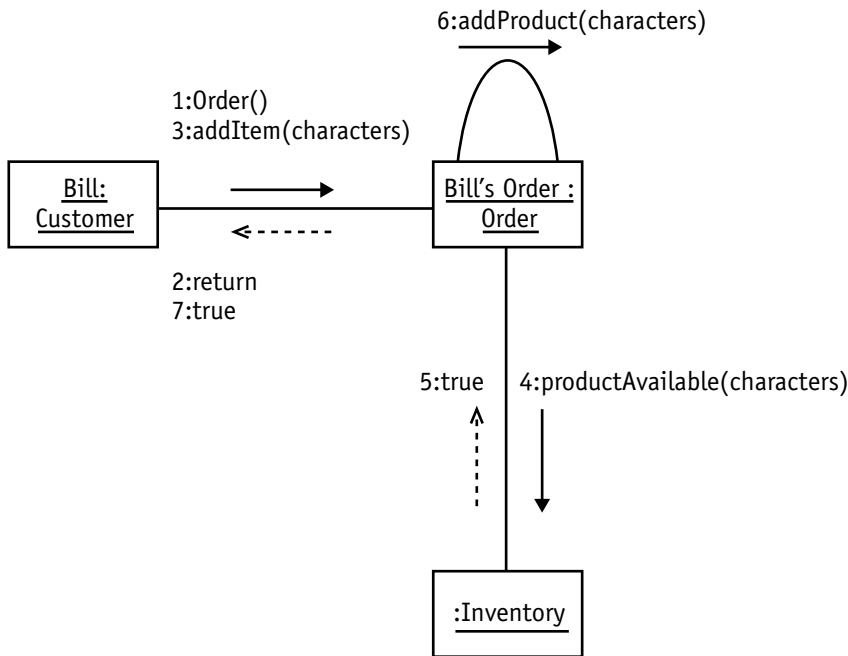 6:addProduct(characters)
1:Order()
3:addItem(characters)
Bill:
Customer
Bill's Order :
Order
2:return
7:true
5:true
4:productAvailable(characters)
:Inventory